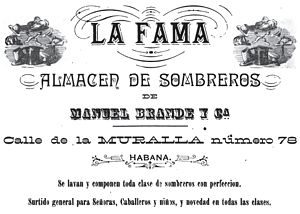 LA FAMA
ALMACEN DE SOMBREROS
DE
MANUEL BRANDE Y Cª
Calle de la MURALLA número 78
HABANA.
Se lavan y componen toda clase de sombreros con perfeccion.
Surtido general para Señoras, Caballeros y niños, y novedad en todas las clases.